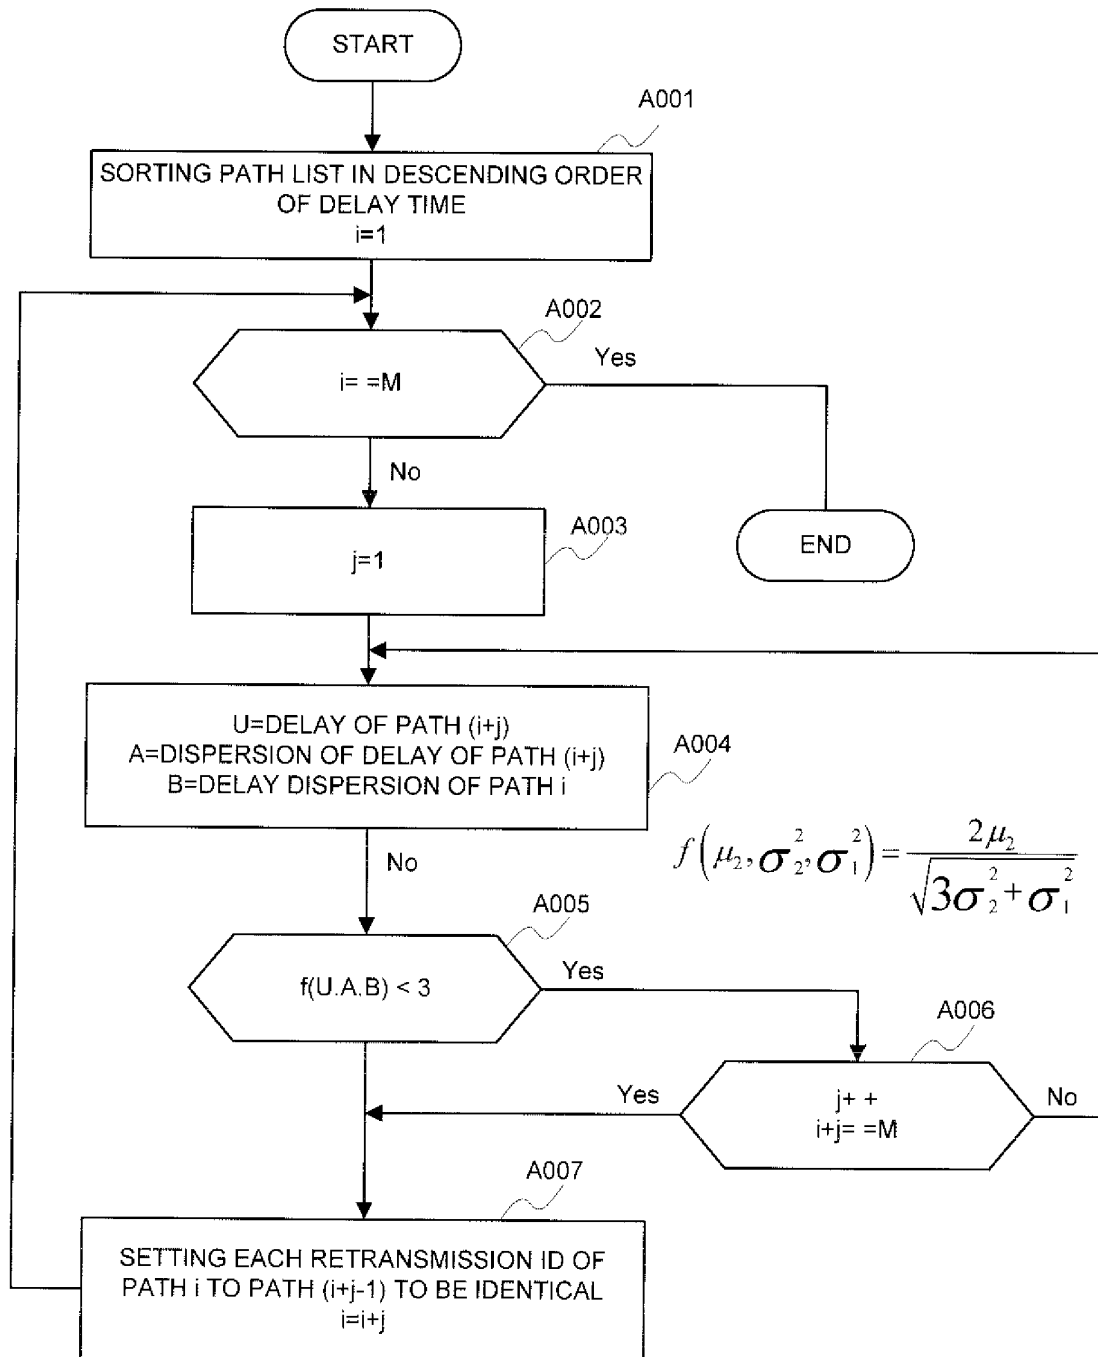 START
A001
SORTING PATH LIST IN DESCENDING ORDER
OF DELAY TIME
i=1
A002
i= =M
Yes
No
A003
j=1
END
U=DELAY OF PATH (i+j)
A=DISPERSION OF DELAY OF PATH (i+j)
B=DELAY DISPERSION OF PATH i
A004
f(μ₂, σ₂², σ₁²) = 2μ₂ / √(3σ₂² + σ₁²)
No
A005
f(U.A.B) < 3
Yes
A006
j+ +
i+j= =M
Yes
No
A007
SETTING EACH RETRANSMISSION ID OF
PATH i TO PATH (i+j-1) TO BE IDENTICAL
i=i+j